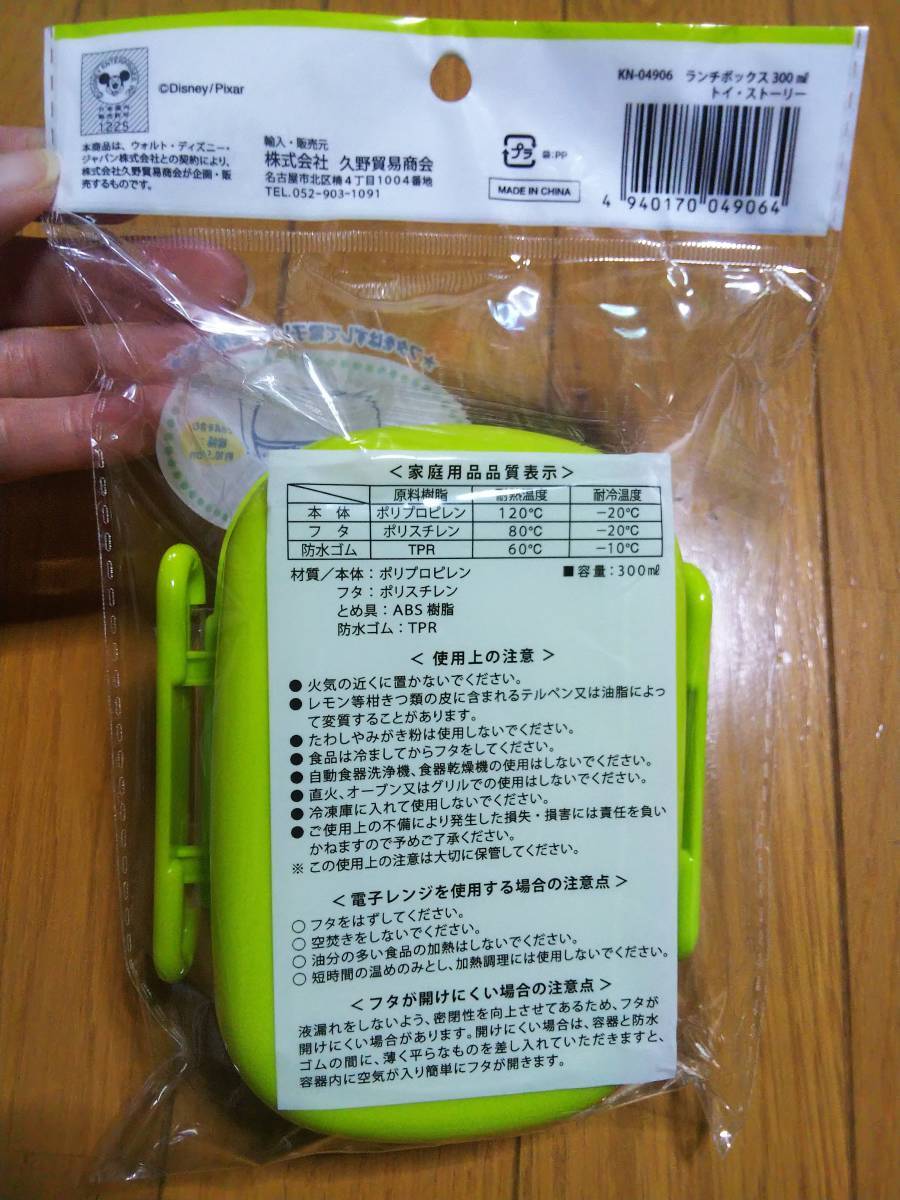 ©Disney/Pixar
1225
本商品は、ウォルト・ディズニー・
ジャパン株式会社との契約により、
株式会社久野貿易商会が企画・販
売するものです。
輸入・販売元
株式会社 久野貿易商会
名古屋市北区楠4丁目1004番地
TEL.052-903-1091
プラ 袋:PP
MADE IN CHINA
KN-04906 ランチボックス 300㎖
トイ・ストーリー
4 940170 049064
<家庭用品品質表示>
原料樹脂 耐熱温度 耐冷温度
本体 ポリプロピレン 120℃ −20℃
フタ ポリスチレン 80℃ −20℃
防水ゴム TPR 60℃ −10℃
材質/本体:ポリプロピレン ■容量:300㎖
フタ:ポリスチレン
とめ具:ABS樹脂
防水ゴム:TPR
<使用上の注意>
●火気の近くに置かないでください。
●レモン等柑きつ類の皮に含まれるテルペン又は油脂によっ
て変質することがあります。
●たわしやみがき粉は使用しないでください。
●食品は冷ましてからフタをしてください。
●自動食器洗浄機、食器乾燥機の使用はしないでください。
●直火、オーブン又はグリルでの使用はしないでください。
●冷凍庫に入れて使用しないでください。
●ご使用上の不備により発生した損失・損害には責任を負い
かねますので予めご了承ください。
※この使用上の注意は大切に保管してください。
<電子レンジを使用する場合の注意点>
○フタをはずしてください。
○空焚きをしないでください。
○油分の多い食品の加熱はしないでください。
○短時間の温めのみとし、加熱調理には使用しないでください。
<フタが開けにくい場合の注意点>
液漏れをしないよう、密閉性を向上させてあるため、フタが
開けにくい場合があります。開けにくい場合は、容器と防水
ゴムの間に、薄く平らなものを差し入れていただきますと、
容器内に空気が入り簡単にフタが開きます。